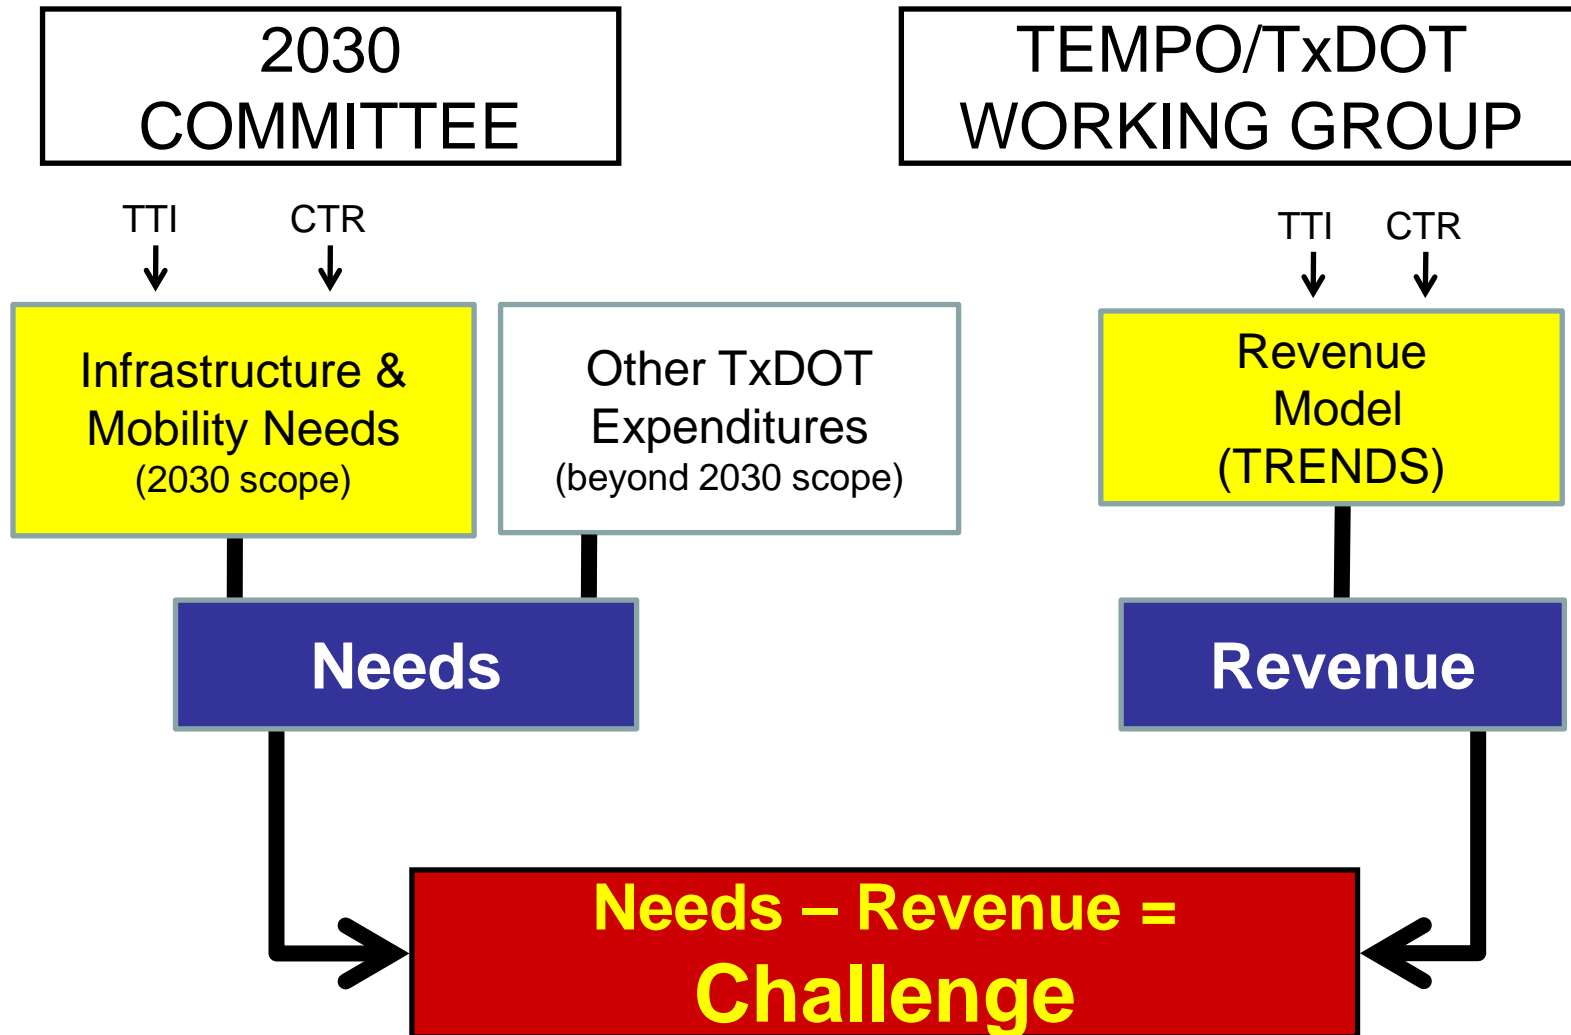 2030
COMMITTEE
TEMPO/TxDOT
WORKING GROUP
TTI
CTR
TTI
CTR
Infrastructure &
Mobility Needs
(2030 scope)
Other TxDOT
Expenditures
(beyond 2030 scope)
Revenue
Model
(TRENDS)
Needs
Revenue
Needs – Revenue =
Challenge